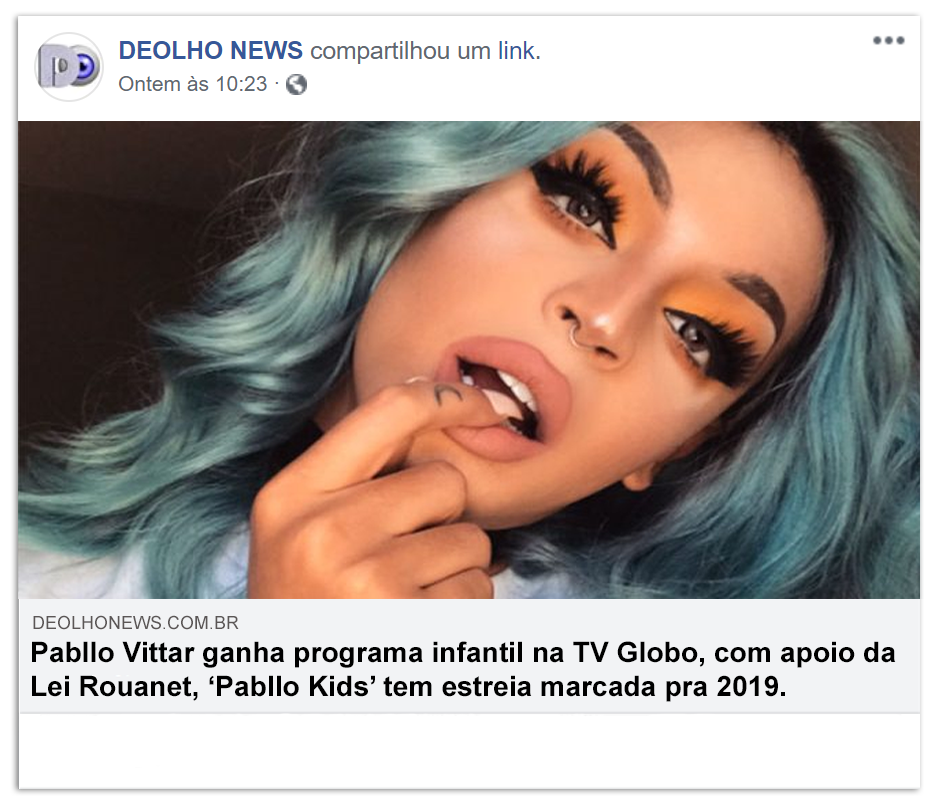 DEOLHO NEWS compartilhou um link.
Ontem às 10:23 ·
DEOLHONEWS.COM.BR
Pabllo Vittar ganha programa infantil na TV Globo, com apoio da
Lei Rouanet, ‘Pabllo Kids’ tem estreia marcada pra 2019.